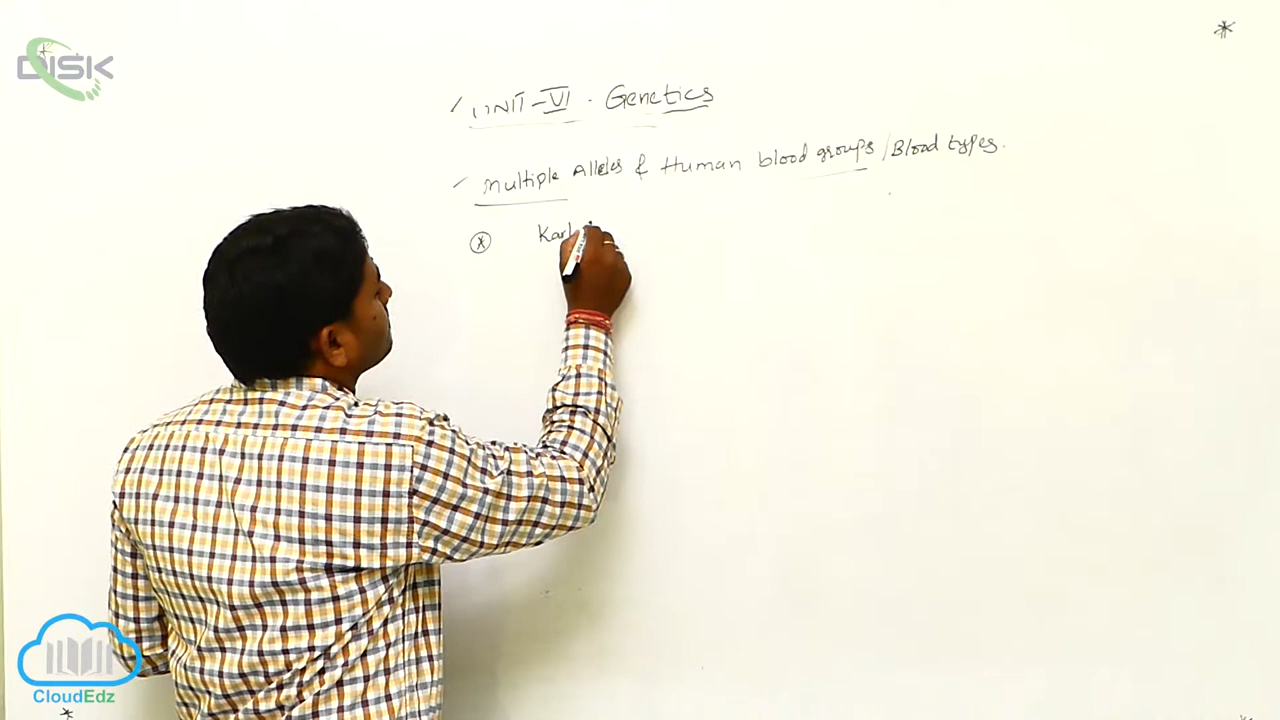 DISK
UNIT-VI. Genetics
Multiple Alleles & Human blood groups / Blood types.
Karl
CloudEdz